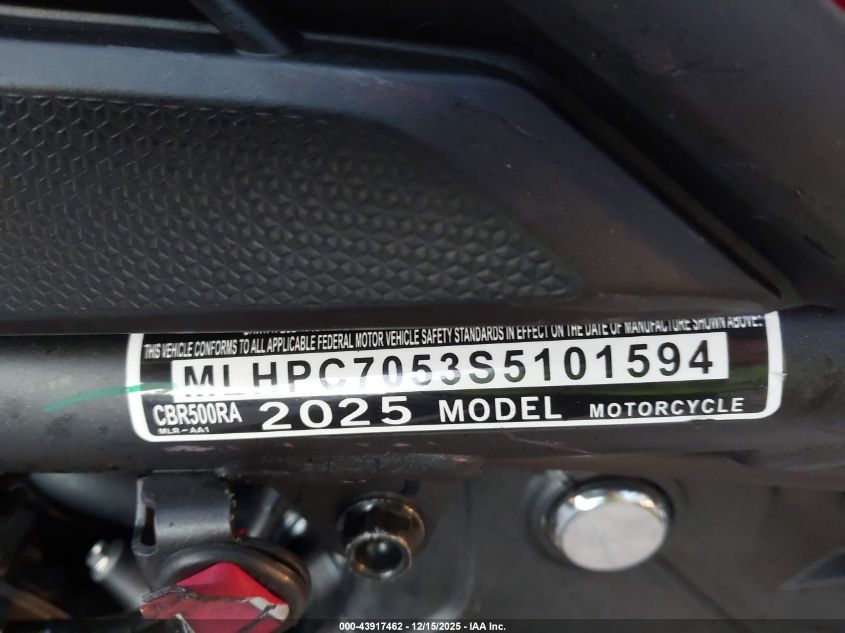 THIS VEHICLE CONFORMS TO ALL APPLICABLE FEDERAL MOTOR VEHICLE SAFETY STANDARDS IN EFFECT ON THE DATE OF MANUFACTURE SHOWN ABOVE.
MLHPC7053S5101594
CBR500RA 2025 MODEL MOTORCYCLE
MLR-AA1
000-43917462 - 12/15/2025 - IAA Inc.